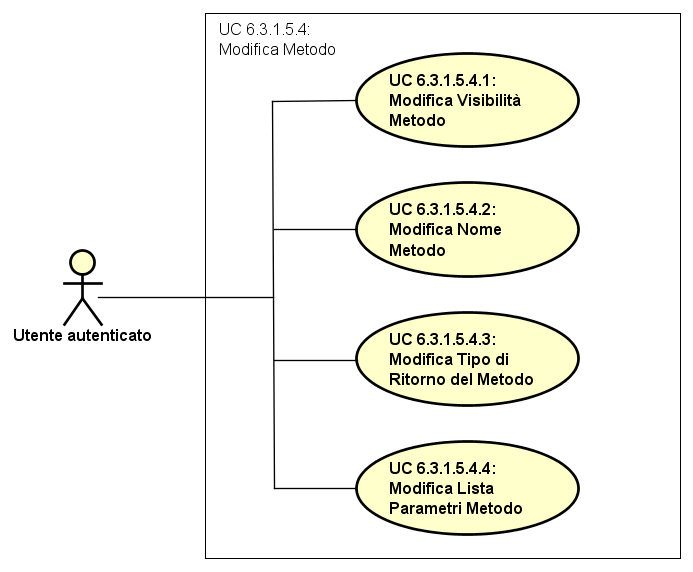 UC 6.3.1.5.4:
Modifica Metodo
UC 6.3.1.5.4.1:
Modifica Visibilità
Metodo
UC 6.3.1.5.4.2:
Modifica Nome
Metodo
Utente autenticato
UC 6.3.1.5.4.3:
Modifica Tipo di
Ritorno del Metodo
UC 6.3.1.5.4.4:
Modifica Lista
Parametri Metodo